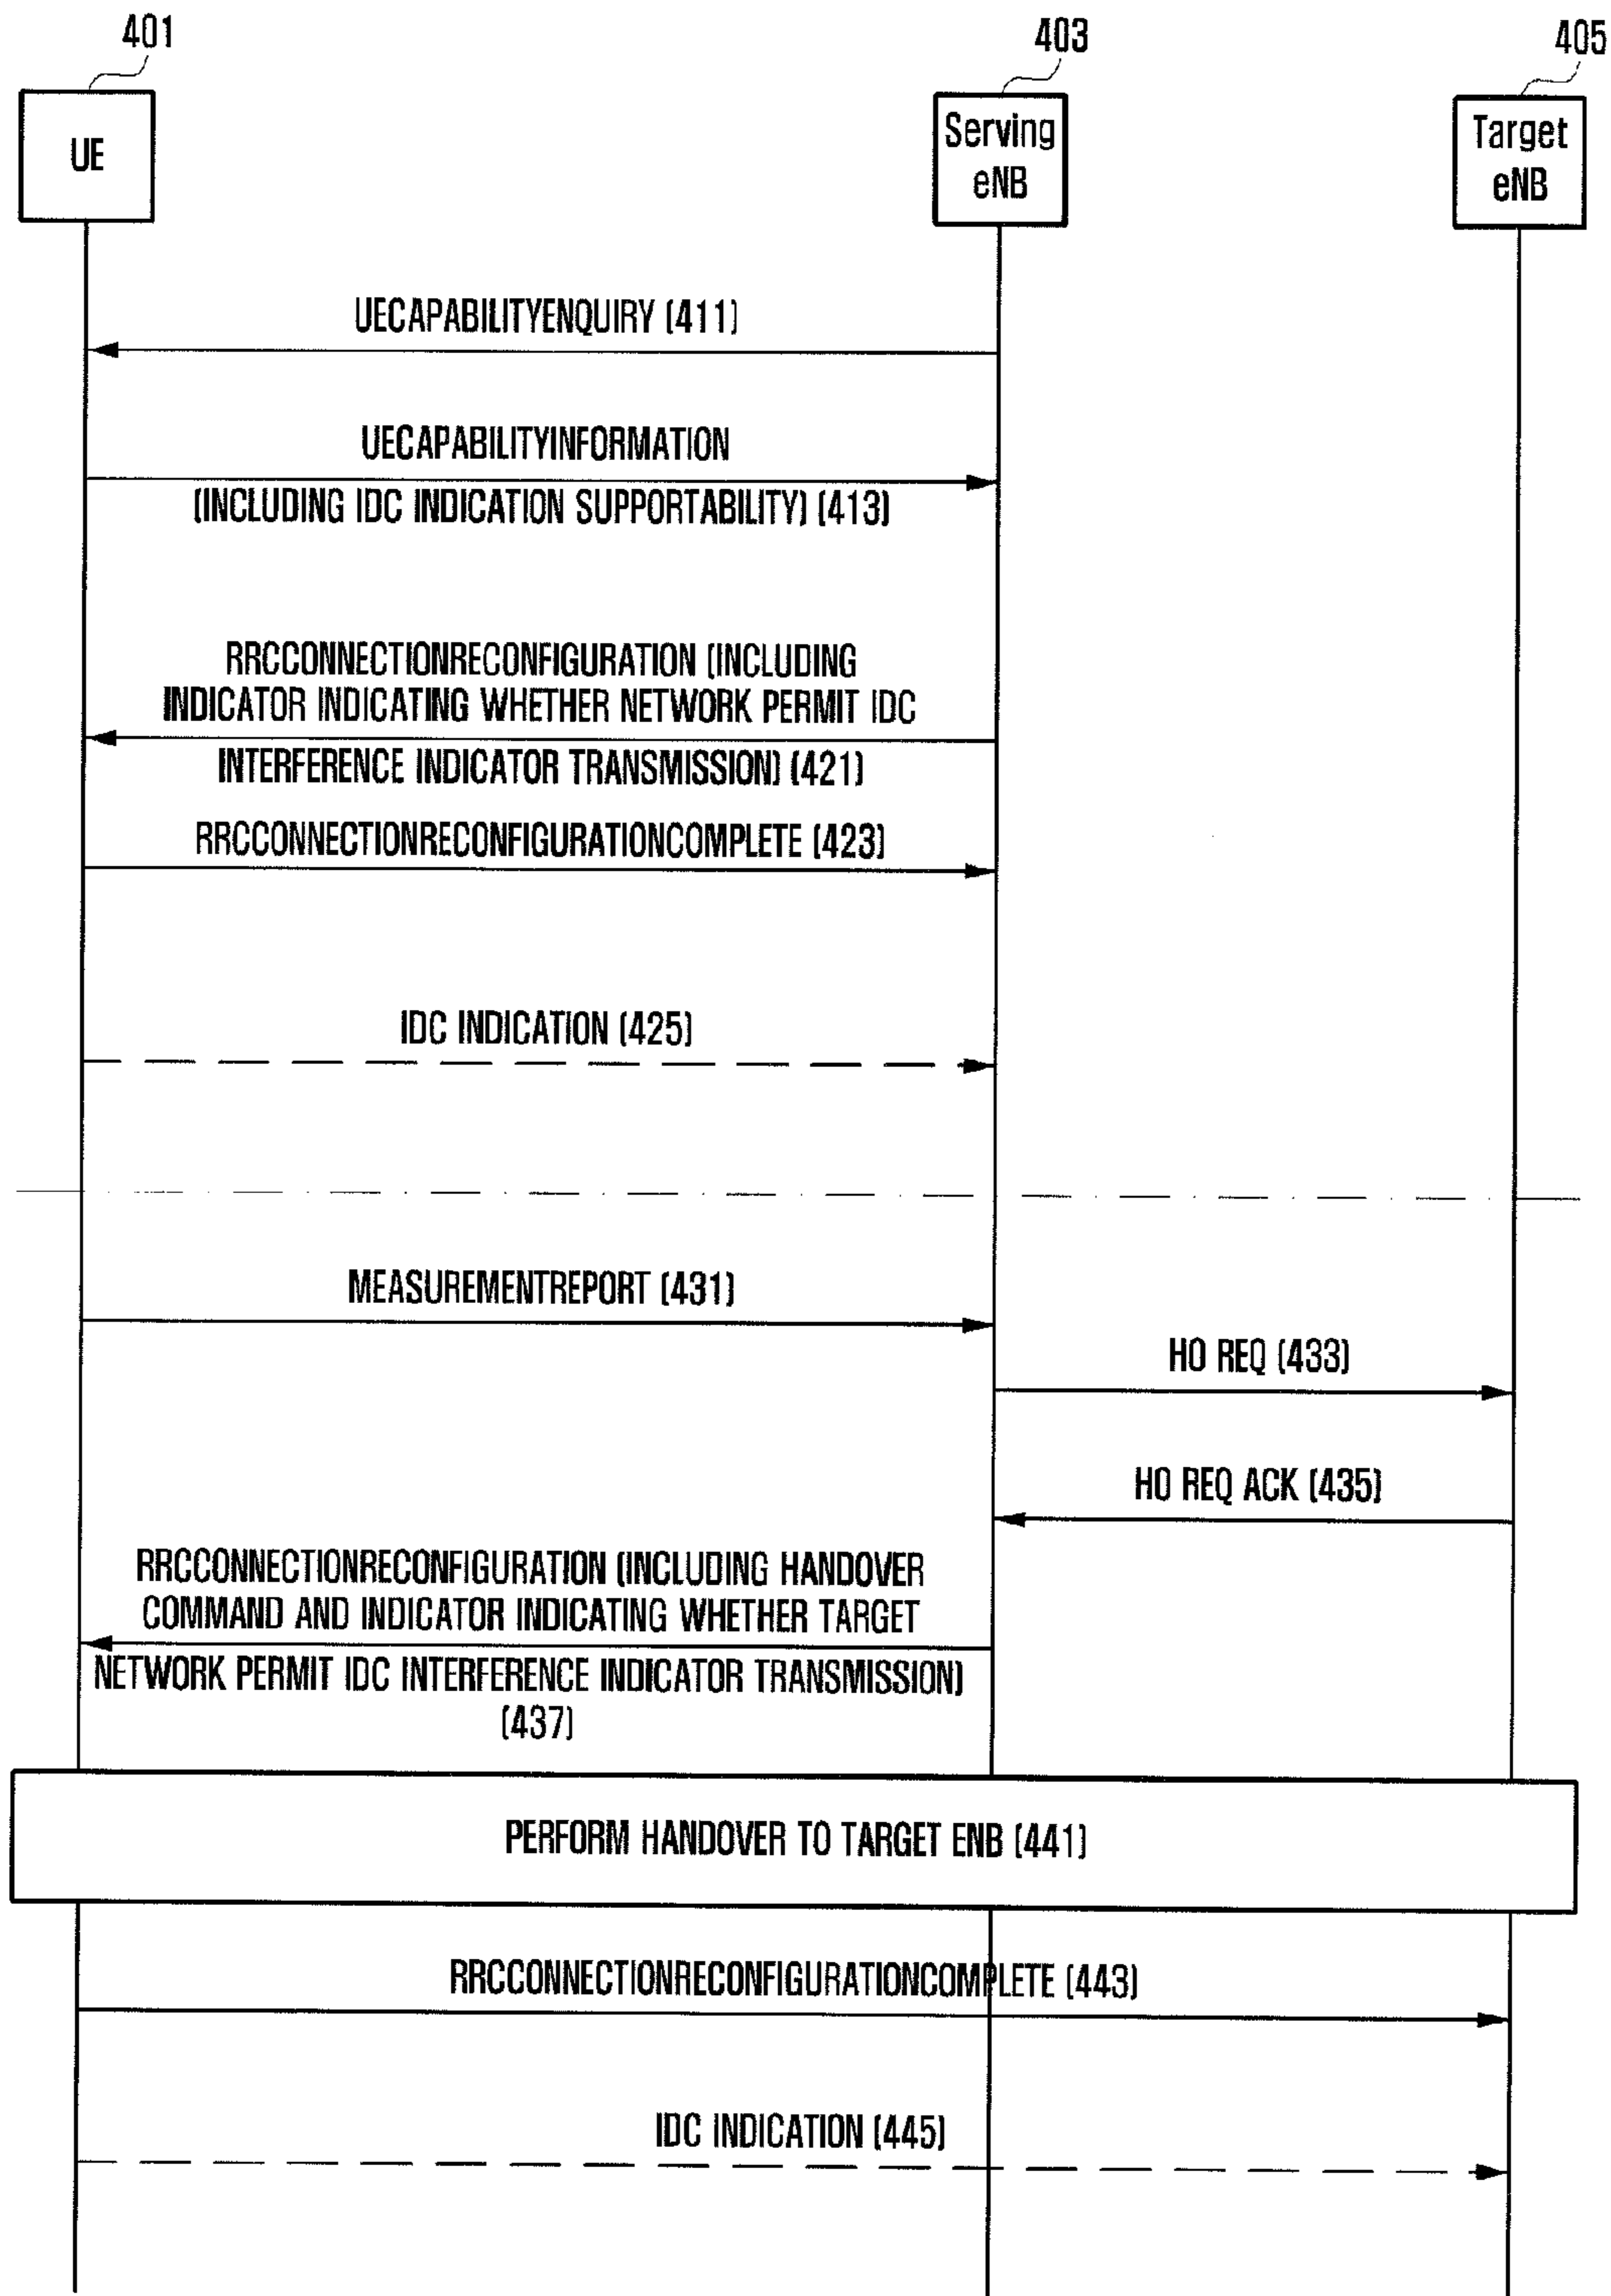 401
403
405
UE
Serving
eNB
Target
eNB
UECAPABILITYENQUIRY (411)
UECAPABILITYINFORMATION
(INCLUDING IDC INDICATION SUPPORTABILITY) (413)
RRCCONNECTIONRECONFIGURATION (INCLUDING
INDICATOR INDICATING WHETHER NETWORK PERMIT IDC
INTERFERENCE INDICATOR TRANSMISSION) (421)
RRCCONNECTIONRECONFIGURATIONCOMPLETE (423)
IDC INDICATION (425)
MEASUREMENTREPORT (431)
HO REQ (433)
HO REQ ACK (435)
RRCCONNECTIONRECONFIGURATION (INCLUDING HANDOVER
COMMAND AND INDICATOR INDICATING WHETHER TARGET
NETWORK PERMIT IDC INTERFERENCE INDICATOR TRANSMISSION)
(437)
PERFORM HANDOVER TO TARGET ENB (441)
RRCCONNECTIONRECONFIGURATIONCOMPLETE (443)
IDC INDICATION (445)